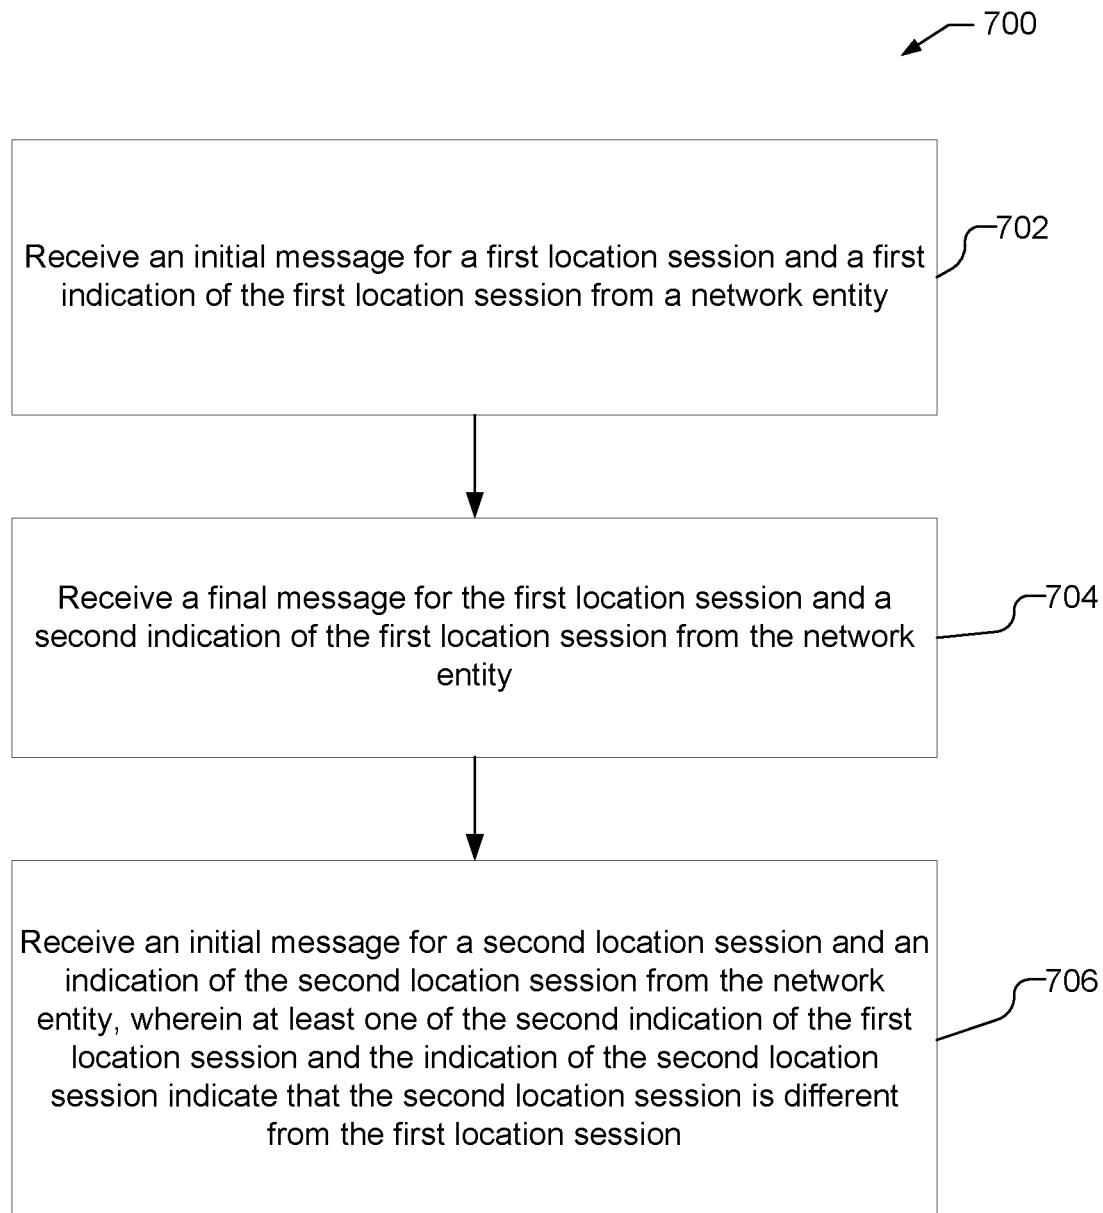 700
702
Receive an initial message for a first location session and a first
indication of the first location session from a network entity
704
Receive a final message for the first location session and a
second indication of the first location session from the network
entity
706
Receive an initial message for a second location session and an
indication of the second location session from the network
entity, wherein at least one of the second indication of the first
location session and the indication of the second location
session indicate that the second location session is different
from the first location session